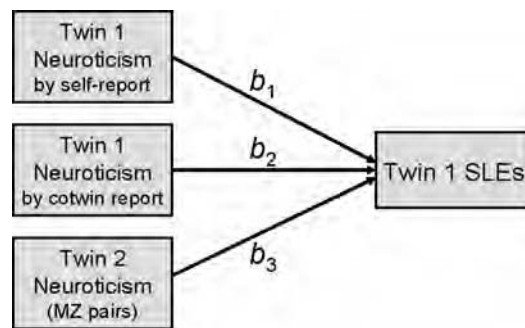 Twin 1
Neuroticism
by self-report
b1
Twin 1
Neuroticism
by cotwin report
b2
Twin 1 SLEs
Twin 2
Neuroticism
(MZ pairs)
b3